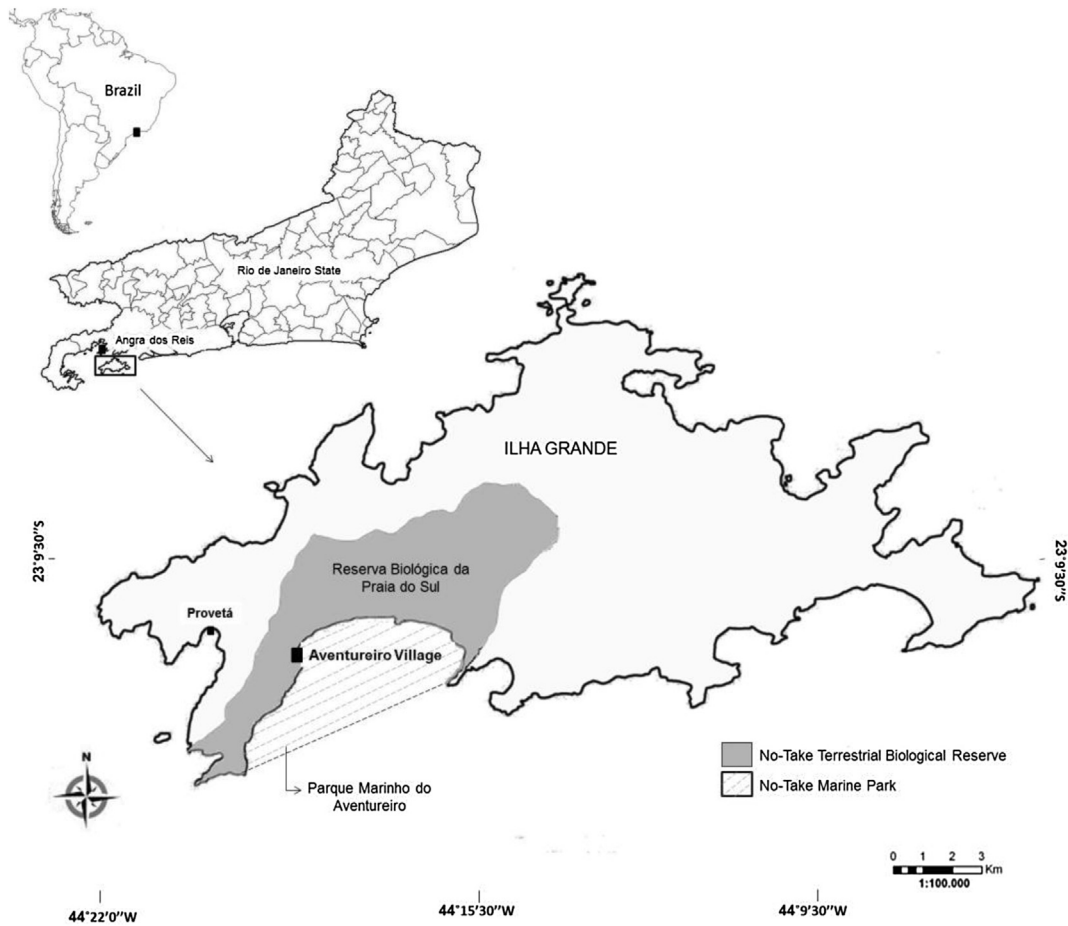 Brazil
Rio de Janeiro State
Angra dos Reis
ILHA GRANDE
23°9'30"S
23°9'30"S
Reserva Biológica da
Praia do Sul
Provetá
Aventureiro Village
N
No-Take Terrestrial Biological Reserve
No-Take Marine Park
Parque Marinho do
Aventureiro
0 1 2 3
Km
1:100.000
44°22'0"W
44°15'30"W
44°9'30"W